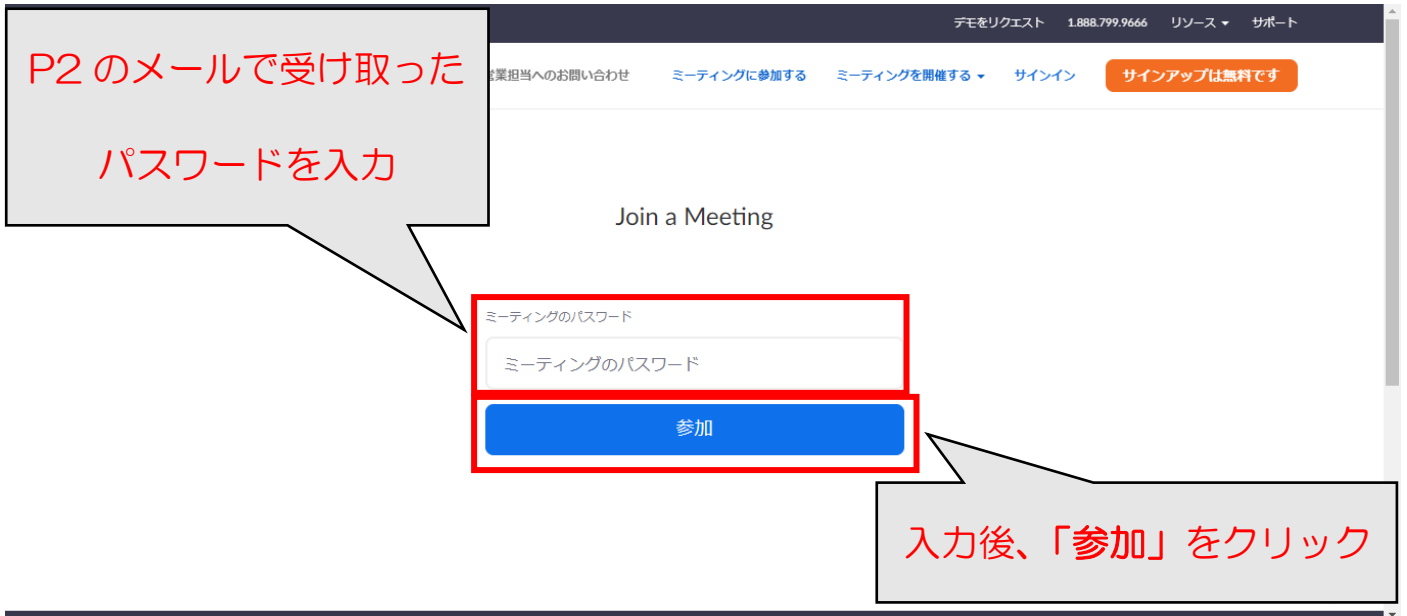 デモをリクエスト 1.888.799.9666 リソース サポート
P2 のメールで受け取った
パスワードを入力
業担当へのお問い合わせ ミーティングに参加する ミーティングを開催する サインイン サインアップは無料です
Join a Meeting
ミーティングのパスワード
ミーティングのパスワード
参加
入力後、「参加」をクリック